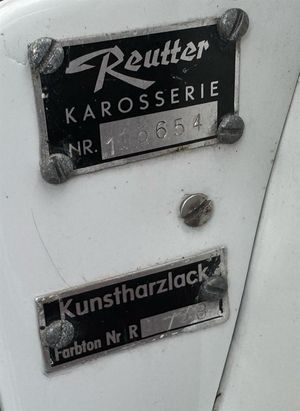 Reutter
KAROSSERIE
NR.
Kunstharzlack
Farbton Nr R